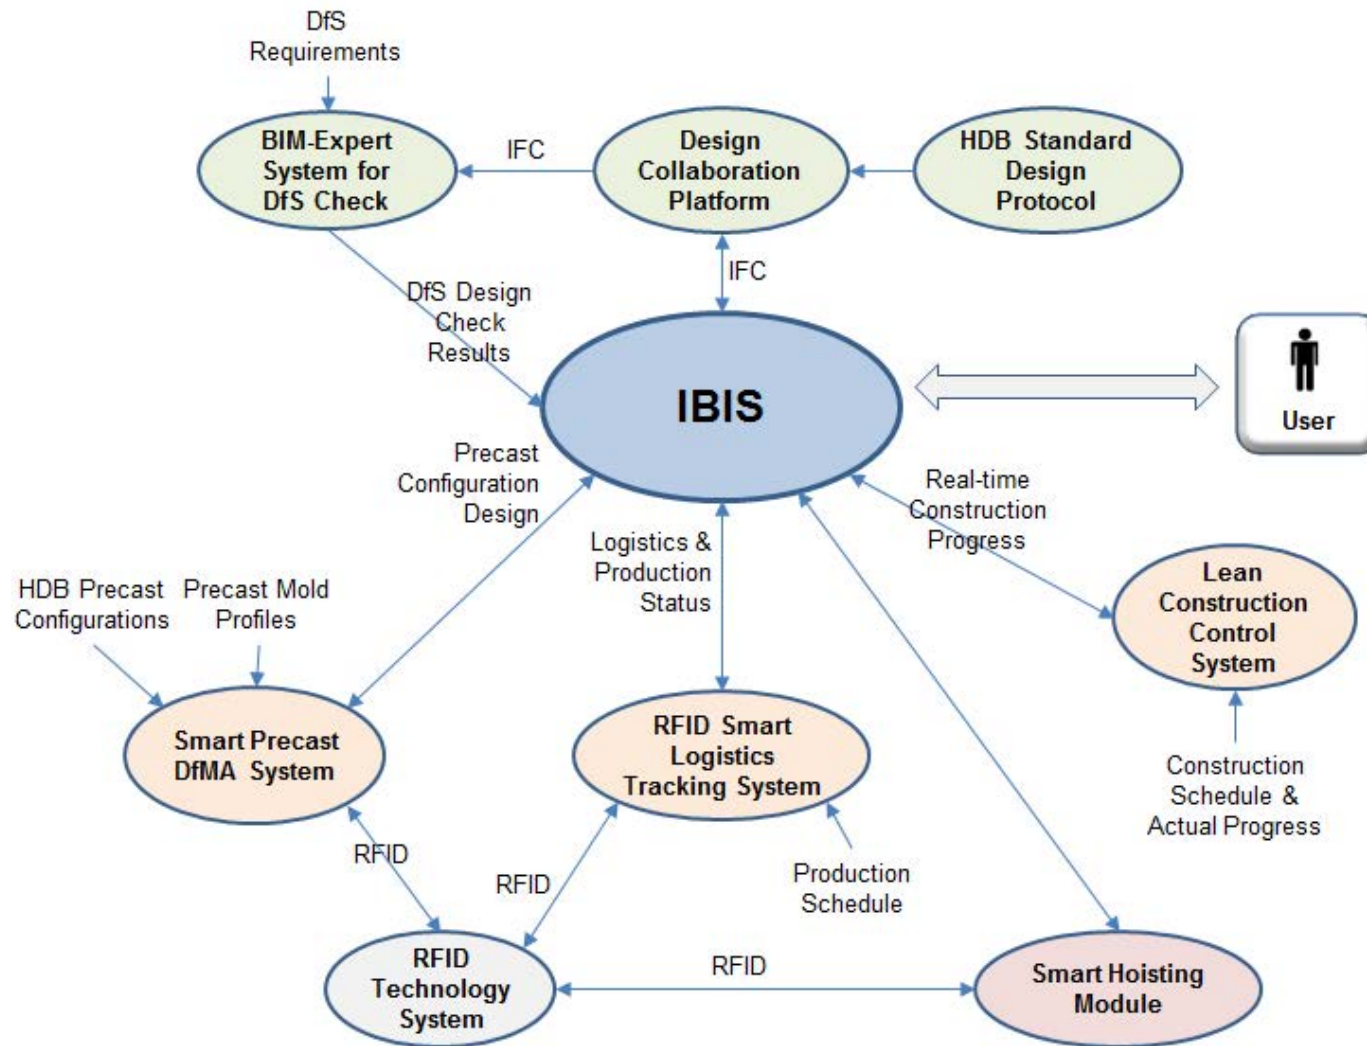 DfS
Requirements
BIM-Expert
System for
DfS Check
IFC
Design
Collaboration
Platform
HDB Standard
Design
Protocol
DfS Design
Check
Results
IFC
IBIS
User
Precast
Configuration
Design
Logistics &
Production
Status
Real-time
Construction
Progress
HDB Precast
Configurations
Precast Mold
Profiles
Lean
Construction
Control
System
Smart Precast
DfMA System
RFID Smart
Logistics
Tracking System
Construction
Schedule &
Actual Progress
RFID
RFID
Production
Schedule
RFID
Technology
System
RFID
Smart Hoisting
Module